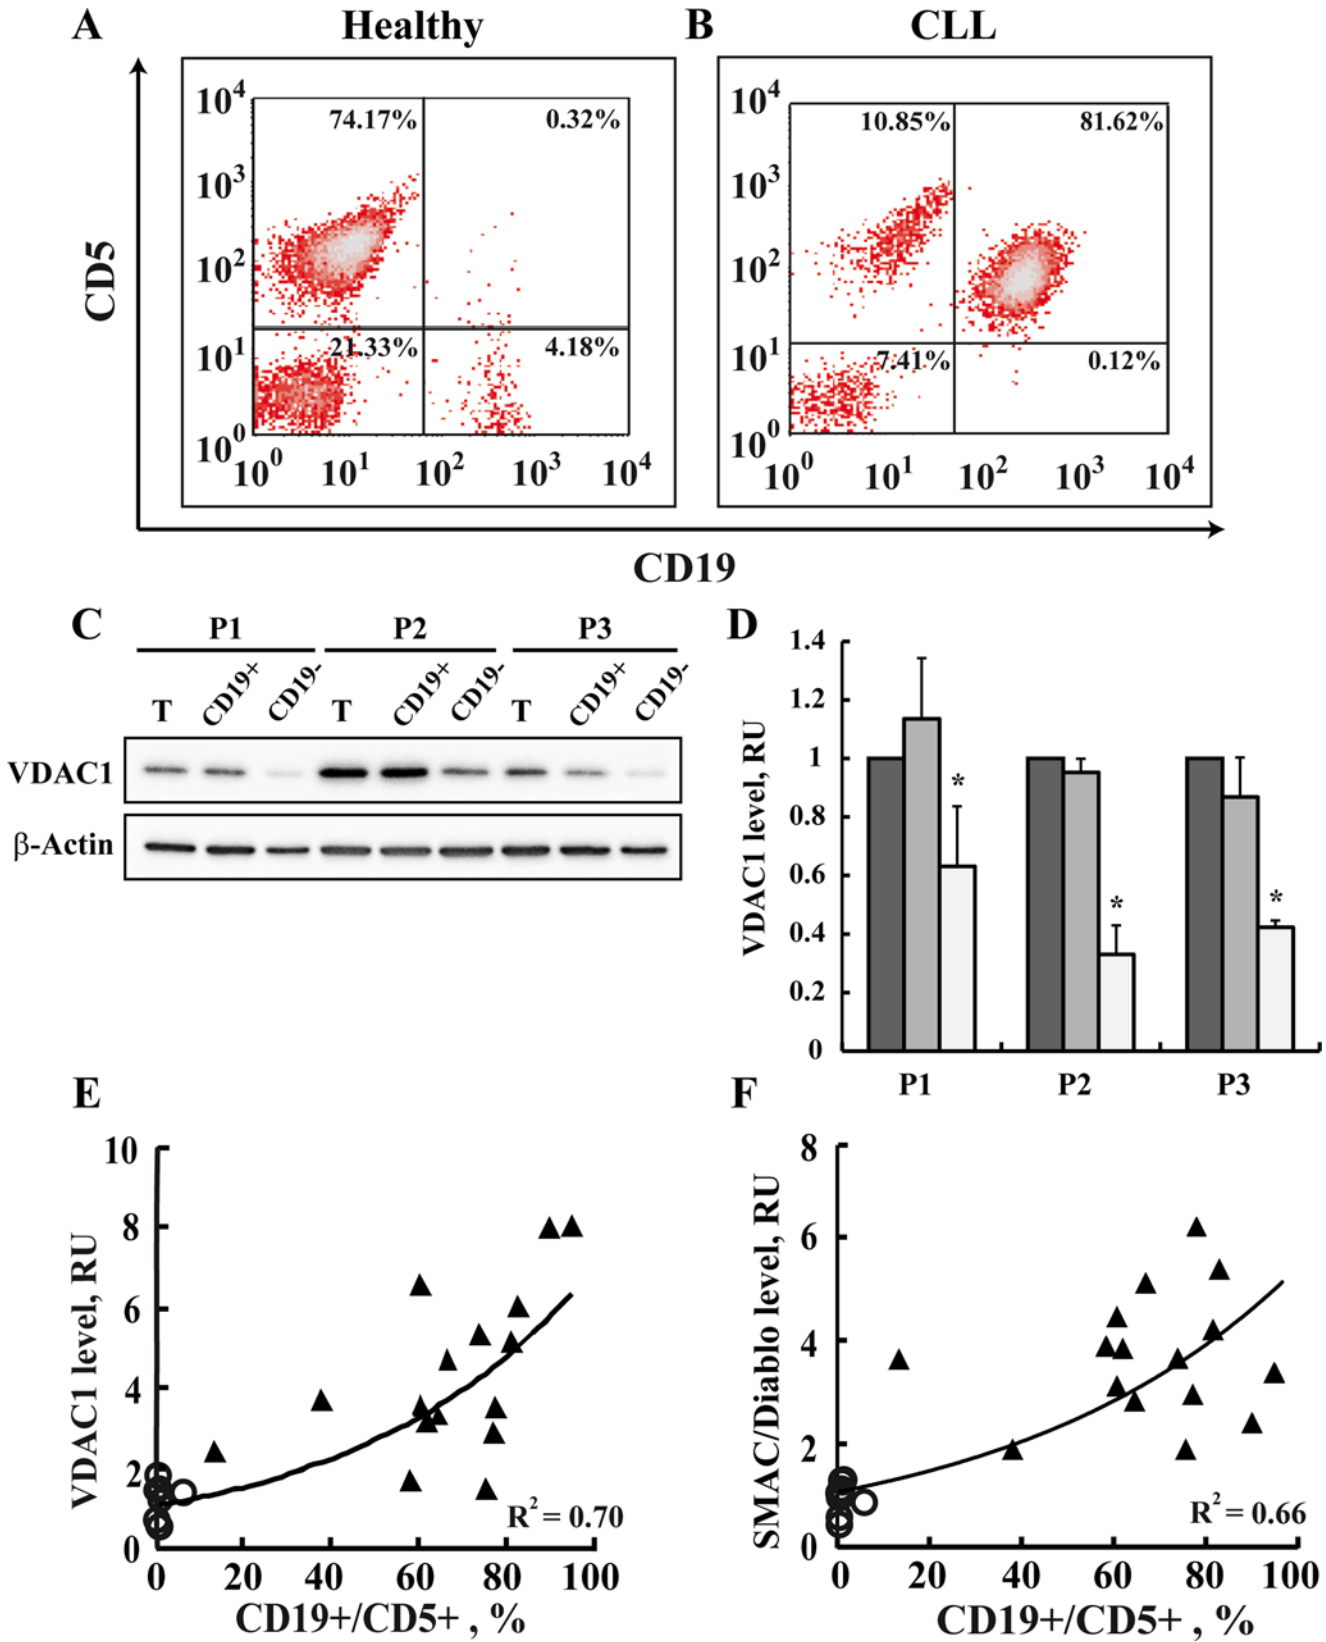 A Healthy B CLL
10^4 74.17% 0.32% 10^4 10.85% 81.62%
10^3 10^3
10^2 10^2
CD5
10^1 21.33% 4.18% 10^1 7.41% 0.12%
10^0 10^0
10^0 10^1 10^2 10^3 10^4 10^0 10^1 10^2 10^3 10^4
CD19
C P1 P2 P3
T CD19+ CD19- T CD19+ CD19- T CD19+ CD19-
VDAC1
β-Actin
D
VDAC1 level, RU
1.4
1.2
1
0.8 *
0.6
0.4 * *
0.2
0
P1 P2 P3
E
VDAC1 level, RU
10
8
6
4
2
0
R^2 = 0.70
0 20 40 60 80 100
CD19+/CD5+ , %
F
SMAC/Diablo level, RU
8
6
4
2
0
R^2 = 0.66
0 20 40 60 80 100
CD19+/CD5+ , %